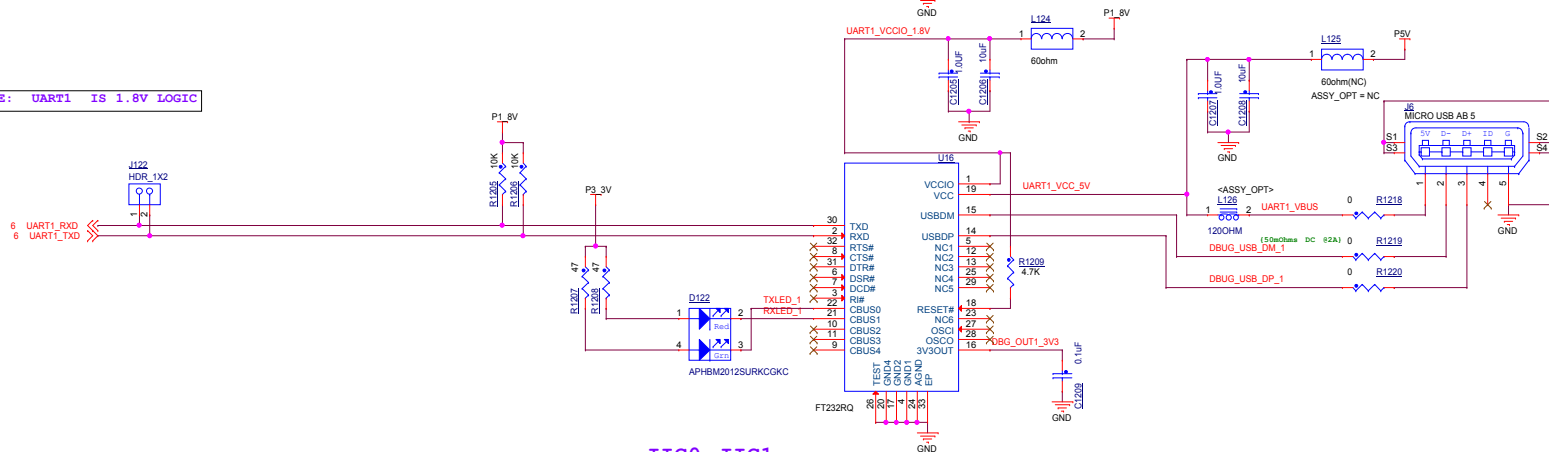 GND
L124
P1_8V
UART1_VCCIO_1.8V
1
2
60ohm
C1205
1.0UF
C1206
10uF
GND
L125
P5V
1
2
60ohm(NC)
ASSY_OPT = NC
C1207
1.0UF
C1208
10uF
GND
E: UART1 IS 1.8V LOGIC
J6
MICRO USB AB 5
5V D- D+ ID G
S1
S3
S2
S4
1 2 3 4 5
GND
P1_8V
10K
R1205
10K
R1206
J122
HDR_1X2
1
2
6 UART1_RXD
6 UART1_TXD
P3_3V
47
R1207
47
R1208
D122
1
2
Red
4
3
Grn
APHBM2012SURKCGKC
TXLED_1
RXLED_1
U16
30 TXD
2 RXD
32 RTS#
8 CTS#
31 DTR#
6 DSR#
7 DCD#
3 RI#
22 CBUS0
21 CBUS1
10 CBUS2
11 CBUS3
9 CBUS4
VCCIO 1
VCC 19
USBDM 15
USBDP 14
NC1 5
NC2 12
NC3 13
NC4 25
NC5 29
RESET# 18
NC6 23
OSCI 27
OSCO 28
3V3OUT 16
TEST
GND4
GND2
GND1
AGND
EP
26
20
17
4
24
33
FT232RQ
GND
UART1_VCC_5V
R1209
4.7K
DBG_OUT1_3V3
0.1uF
C1209
GND
<ASSY_OPT>
L126
1
2
120OHM
UART1_VBUS
(50mOhms DC @2A)
0 R1218
DBUG_USB_DM_1
0 R1219
DBUG_USB_DP_1
0 R1220